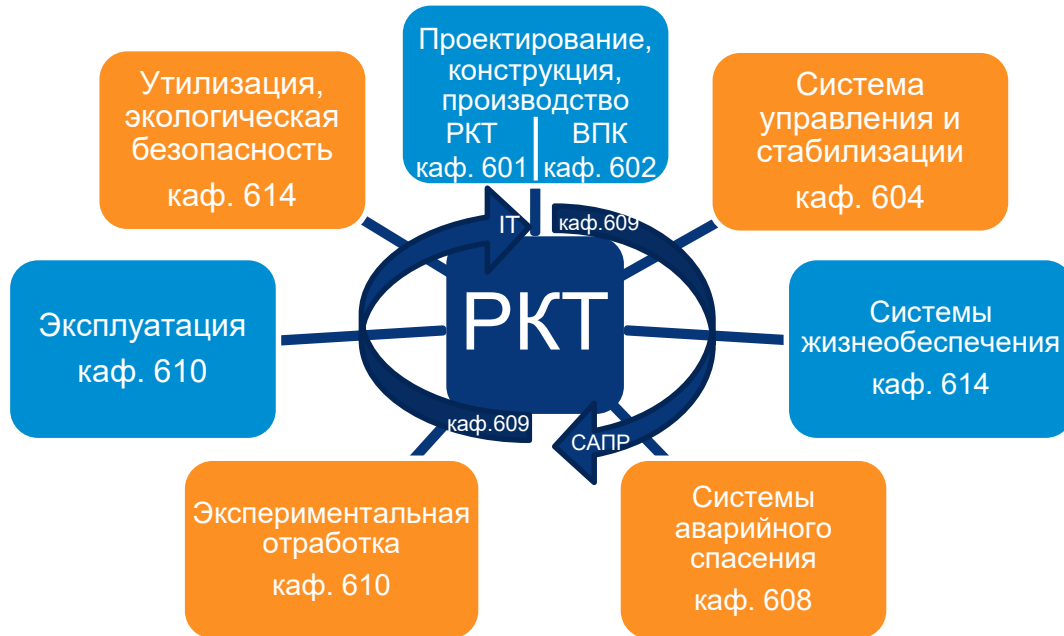 Проектирование,
конструкция,
производство
РКТ ВПК
каф. 601 каф. 602
Утилизация,
экологическая
безопасность
каф. 614
Система
управления и
стабилизации
каф. 604
IT
каф.609
РКТ
Эксплуатация
каф. 610
Системы
жизнеобеспечения
каф. 614
каф.609
САПР
Экспериментальная
отработка
каф. 610
Системы
аварийного
спасения
каф. 608